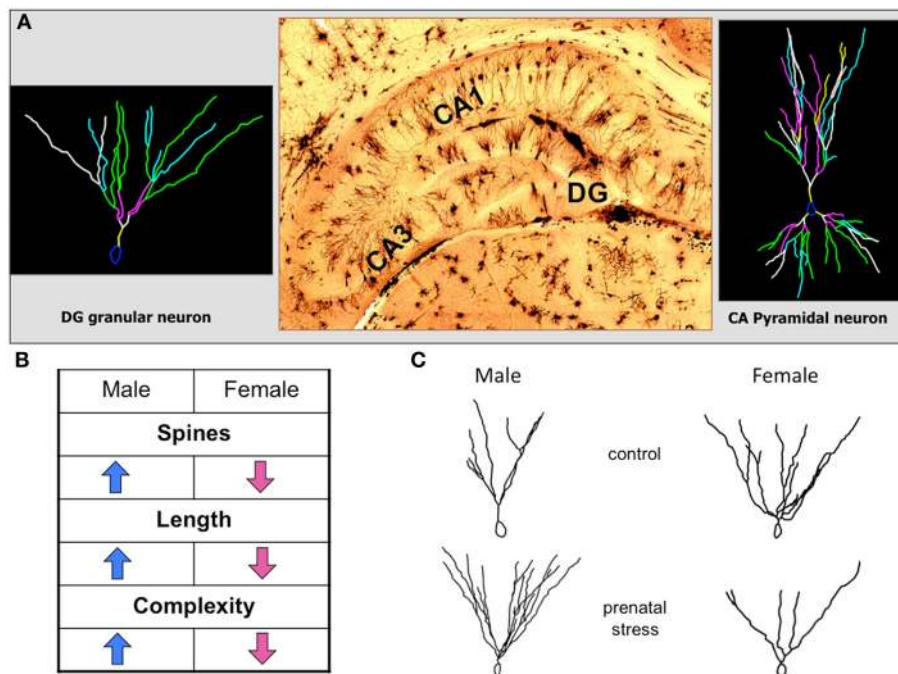 A
CA1
DG
CA3
DG granular neuron
CA Pyramidal neuron
B
Male Female
Spines
Length
Complexity
C
Male Female
control
prenatal
stress